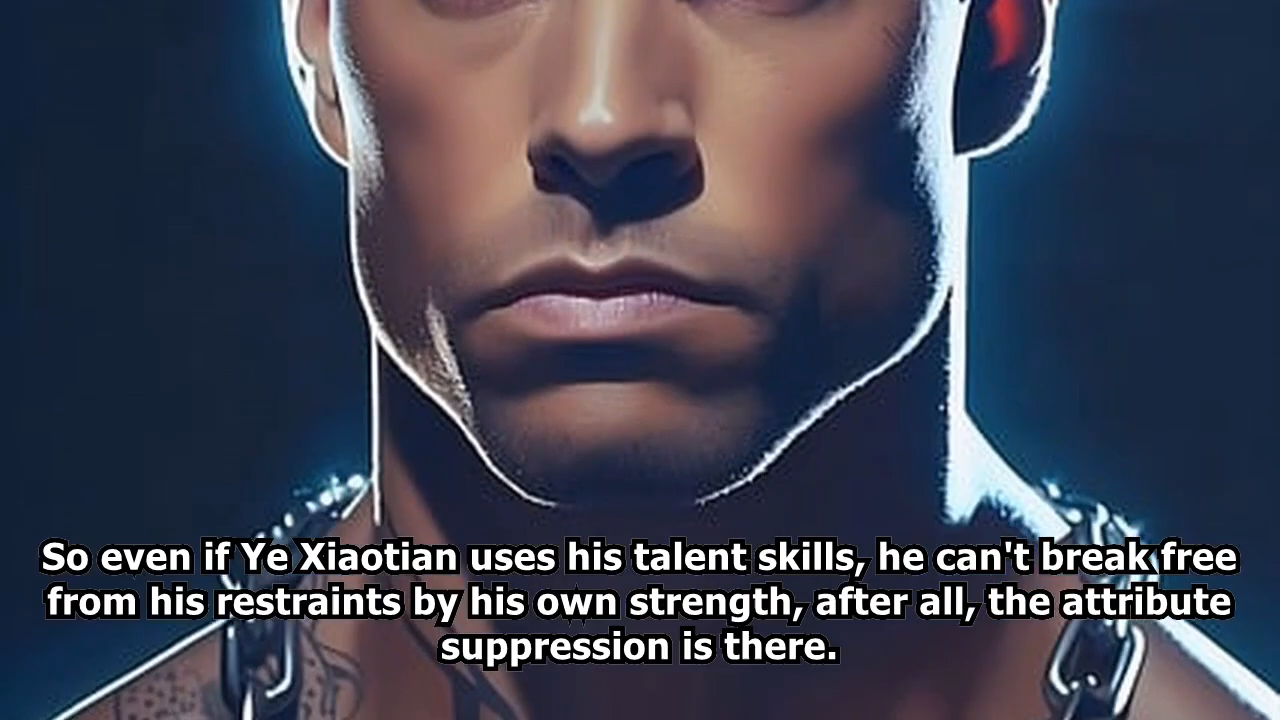 So even if Ye Xiaotian uses his talent skills, he can't break free
from his restraints by his own strength, after all, the attribute
suppression is there.